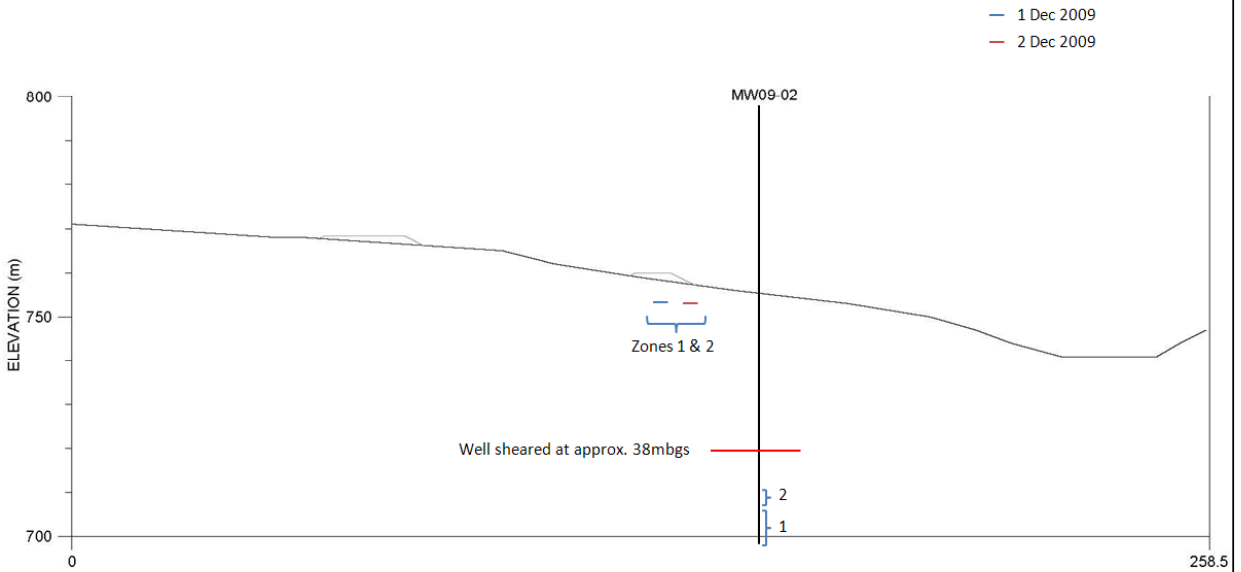 1 Dec 2009
2 Dec 2009
MW09-02
800
750
700
ELEVATION (m)
Zones 1 & 2
Well sheared at approx. 38mbgs
2
1
0
258.5